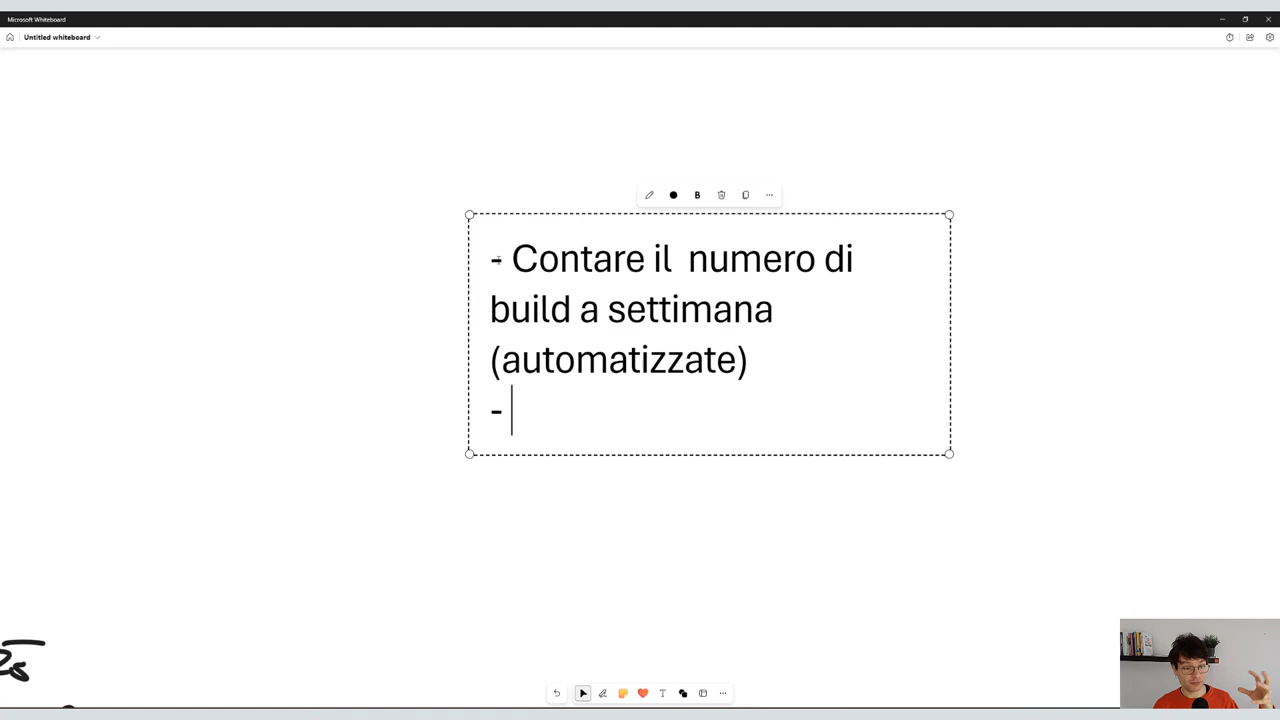 Microsoft Whiteboard
Untitled whiteboard
B
- Contare il  numero di
build a settimana
(automatizzate)
-
T